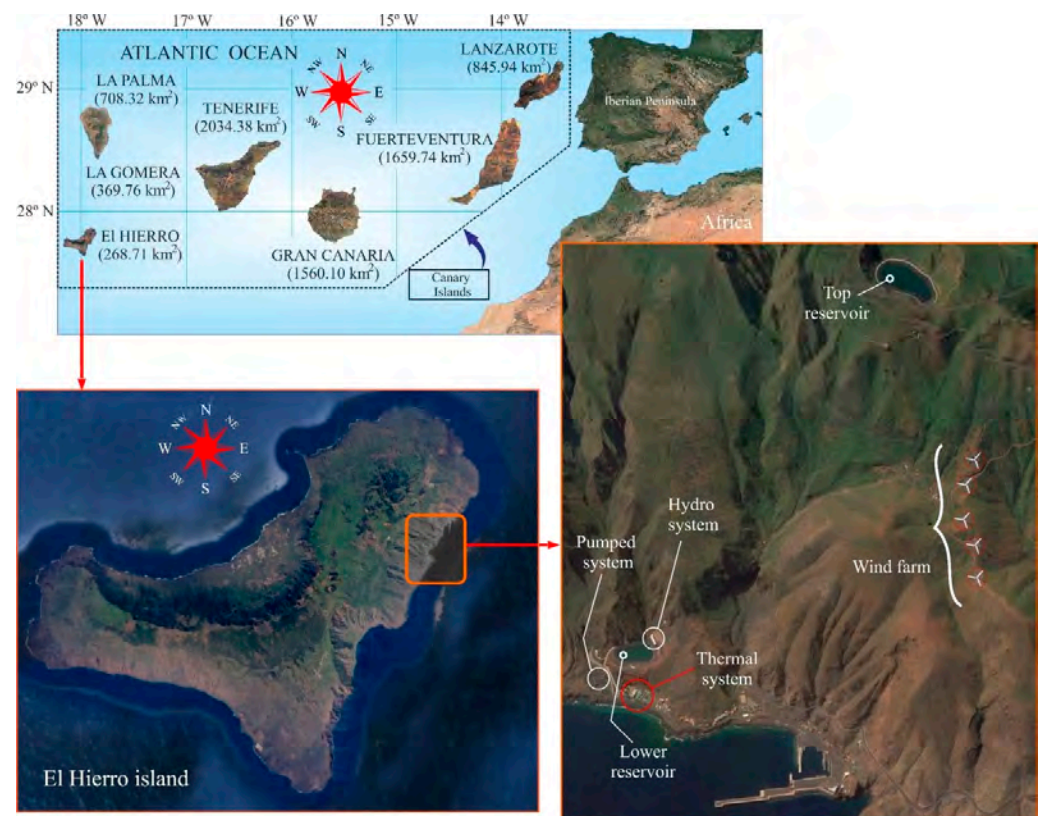 18º W
17º W
16º W
15º W
14º W
ATLANTIC OCEAN
29º N
28º N
N
NE
E
SE
S
SW
W
NW
LA PALMA
(708.32 km²)
LA GOMERA
(369.76 km²)
El HIERRO
(268.71 km²)
TENERIFE
(2034.38 km²)
GRAN CANARIA
(1560.10 km²)
FUERTEVENTURA
(1659.74 km²)
LANZAROTE
(845.94 km²)
Canary
Islands
Iberian Peninsula
Africa
N
NE
E
SE
S
SW
W
NW
El Hierro island
Top
reservoir
Hydro
system
Pumped
system
Wind farm
Thermal
system
Lower
reservoir